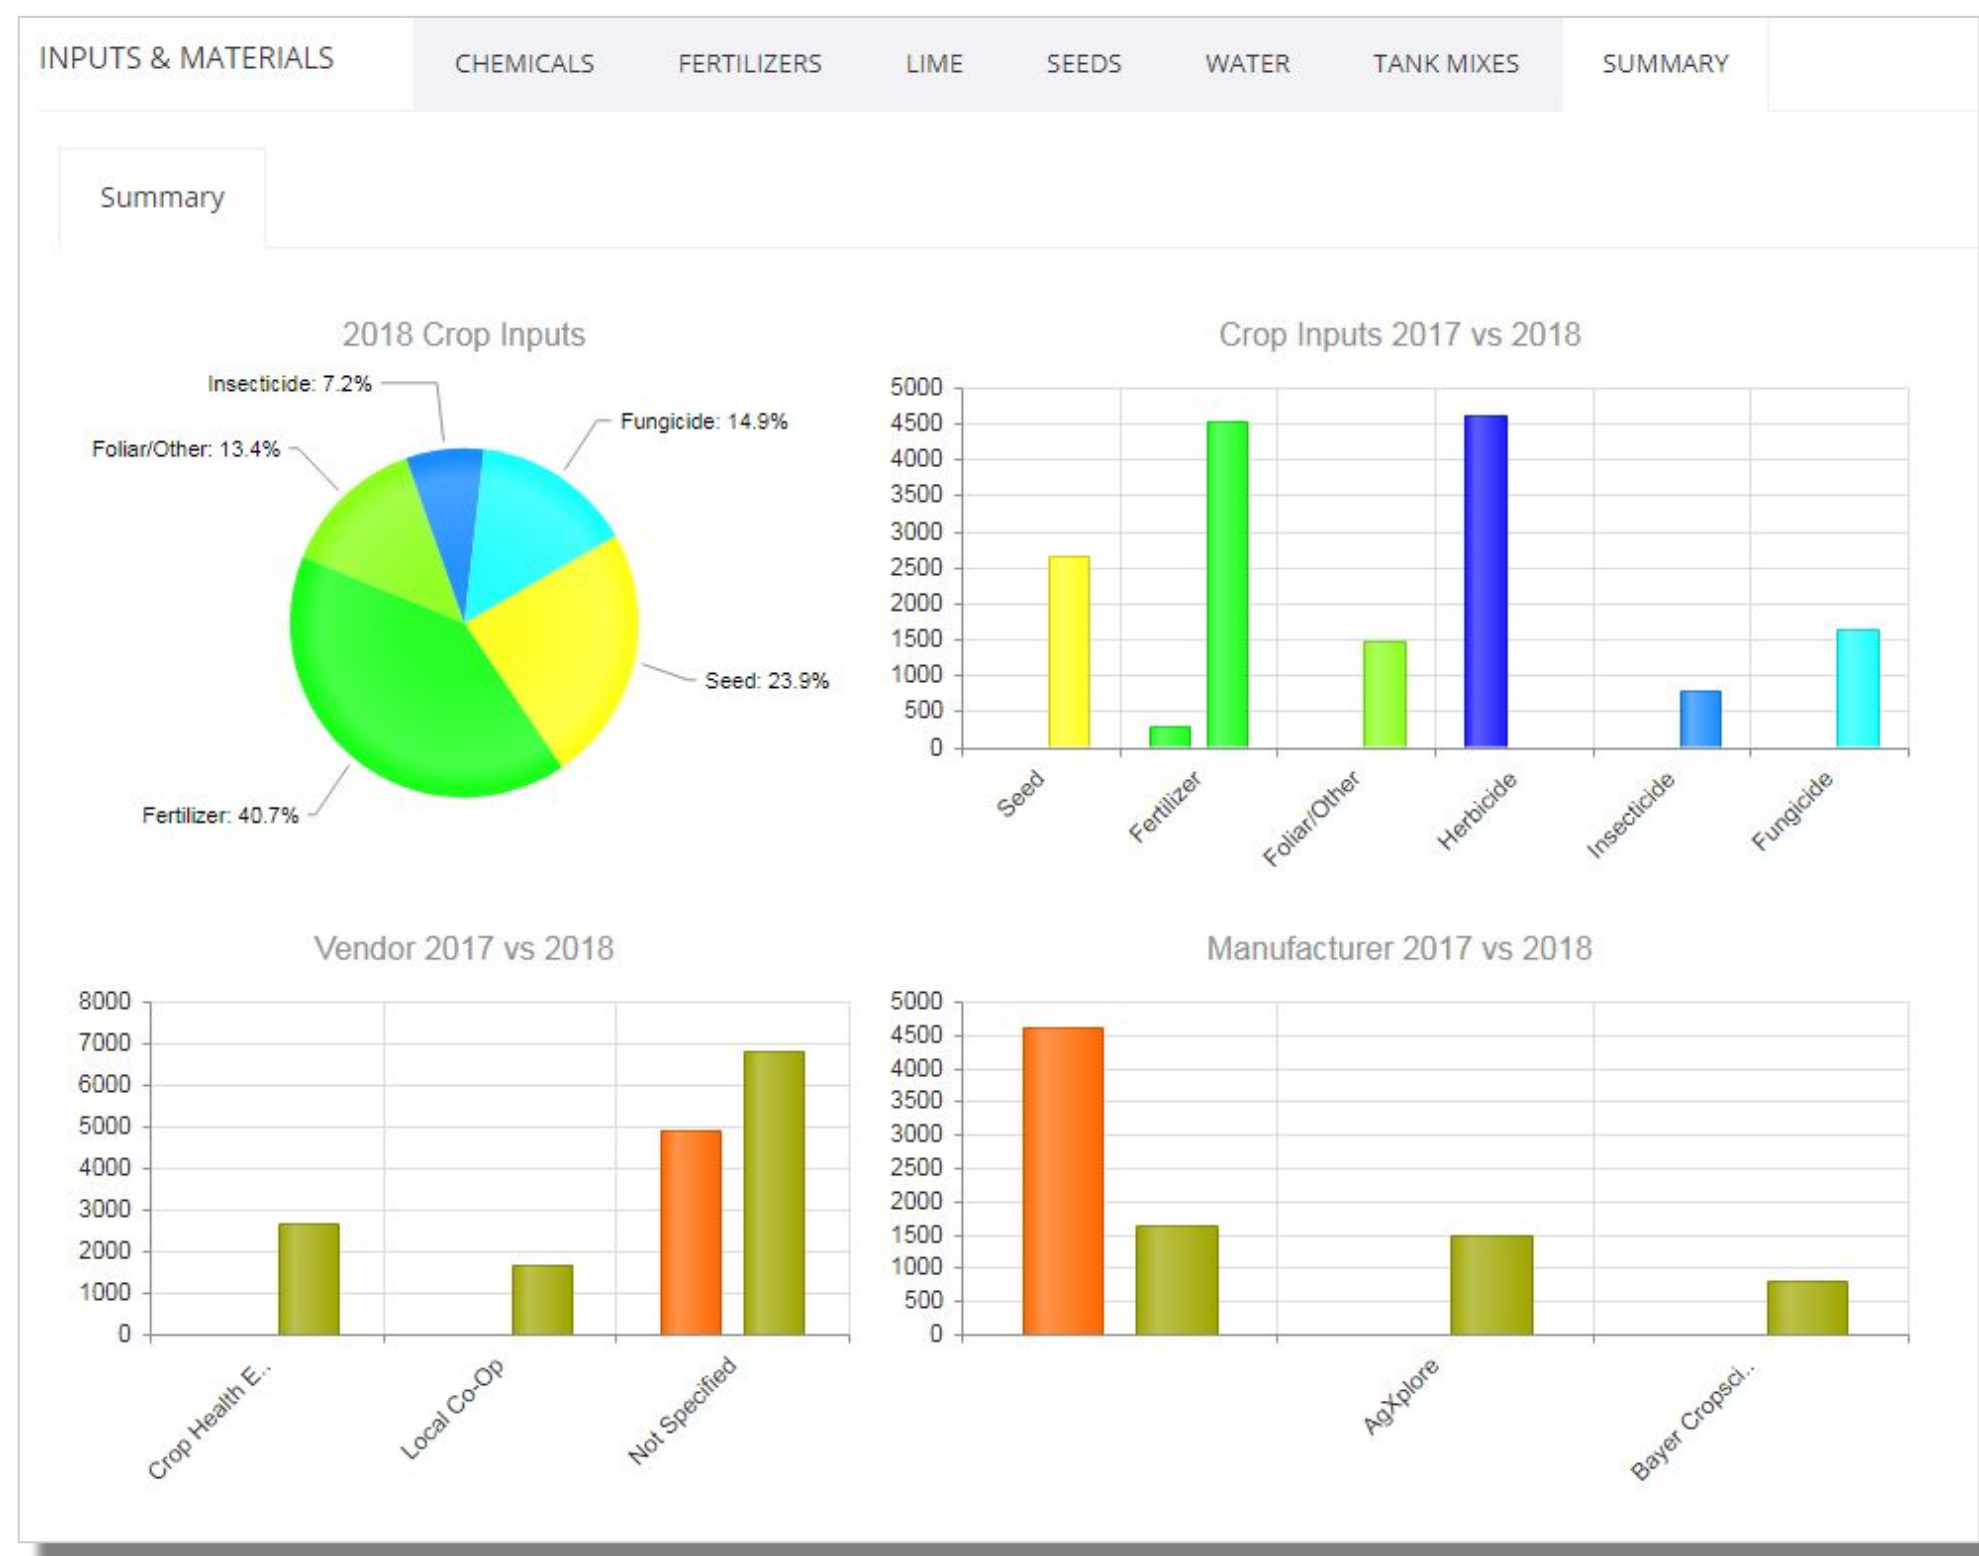 INPUTS & MATERIALS CHEMICALS FERTILIZERS LIME SEEDS WATER TANK MIXES SUMMARY
Summary
2018 Crop Inputs
Insecticide: 7.2%
Fungicide: 14.9%
Foliar/Other: 13.4%
Seed: 23.9%
Fertilizer: 40.7%
Crop Inputs 2017 vs 2018
5000
4500
4000
3500
3000
2500
2000
1500
1000
500
0
Seed
Fertilizer
Foliar/Other
Herbicide
Insecticide
Fungicide
Vendor 2017 vs 2018
8000
7000
6000
5000
4000
3000
2000
1000
0
Crop Health E..
Local Co-Op
Not Specified
Manufacturer 2017 vs 2018
5000
4500
4000
3500
3000
2500
2000
1500
1000
500
0
AgXplore
Bayer Cropsci..